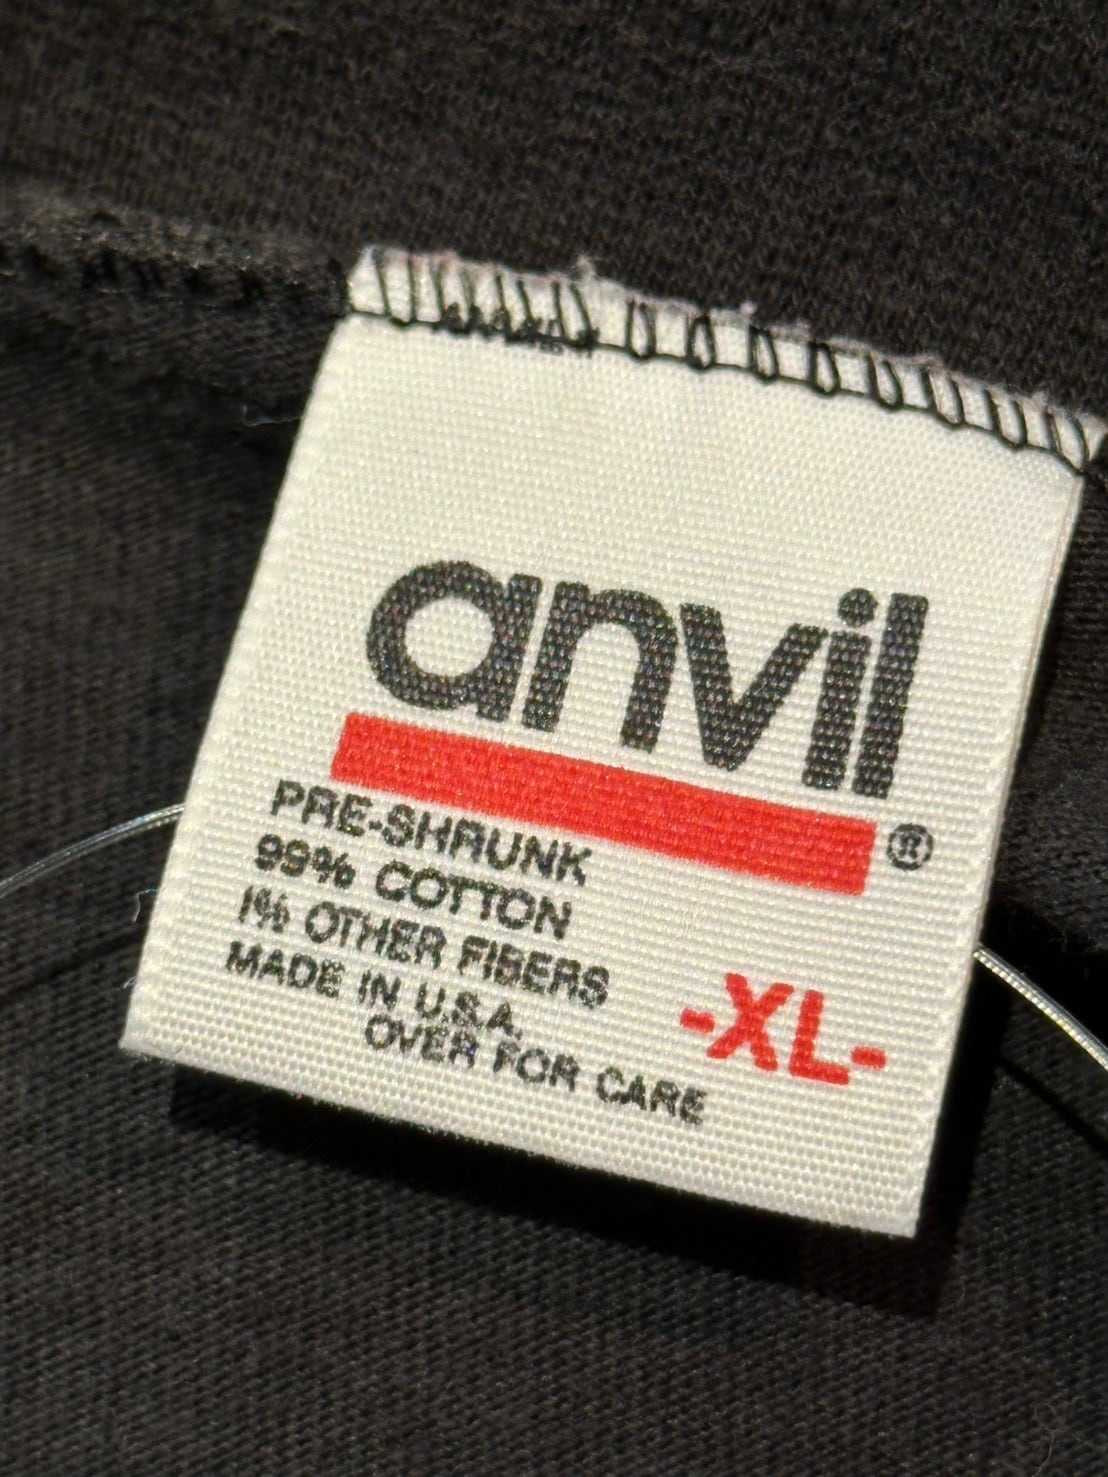 anvil
®
PRE-SHRUNK
99% COTTON
1% OTHER FIBERS
MADE IN U.S.A.
OVER FOR CARE
-XL-